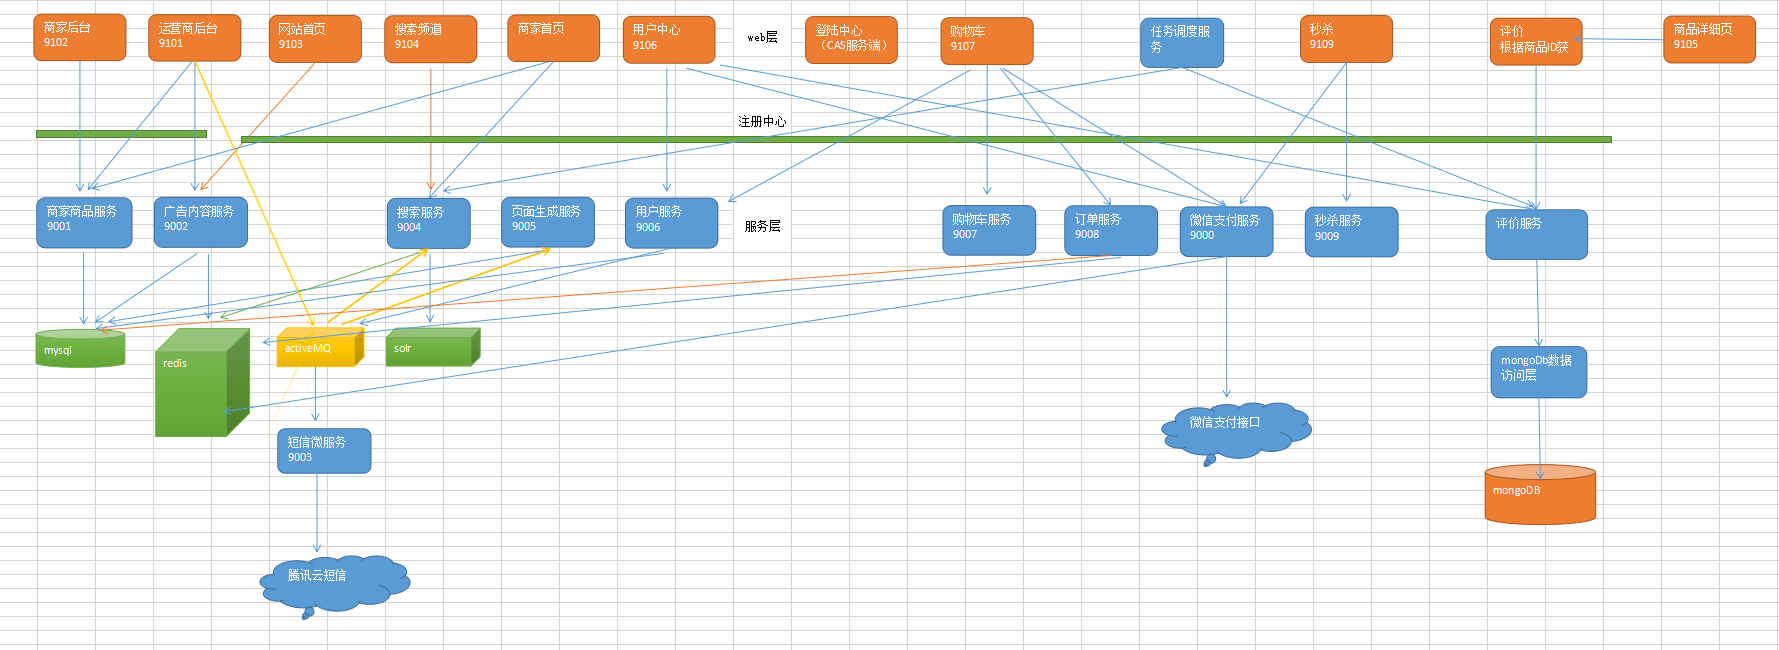 商家后台
9102
运营商后台
9101
网站首页
9103
搜索频道
9104
商家首页
用户中心
9106
web层
登陆中心
（CAS服务端）
购物车
9107
任务调度服
务
秒杀
9109
评价
根据商品ID获
商品详细页
9105
注册中心
商家商品服务
9001
广告内容服务
9002
搜索服务
9004
页面生成服务
9005
用户服务
9006
服务层
购物车服务
9007
订单服务
9008
微信支付服务
9000
秒杀服务
9009
评价服务
mysql
redis
activeMQ
solr
mongoDb数据
访问层
微信支付接口
短信微服务
9003
mongoDB
腾讯云短信